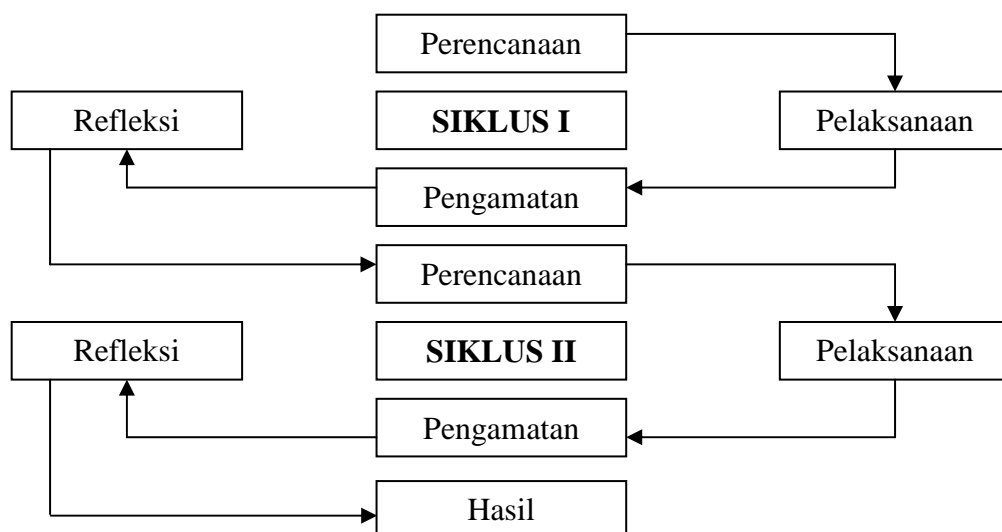 Perencanaan
Refleksi
SIKLUS I
Pelaksanaan
Pengamatan
Perencanaan
Refleksi
SIKLUS II
Pelaksanaan
Pengamatan
Hasil